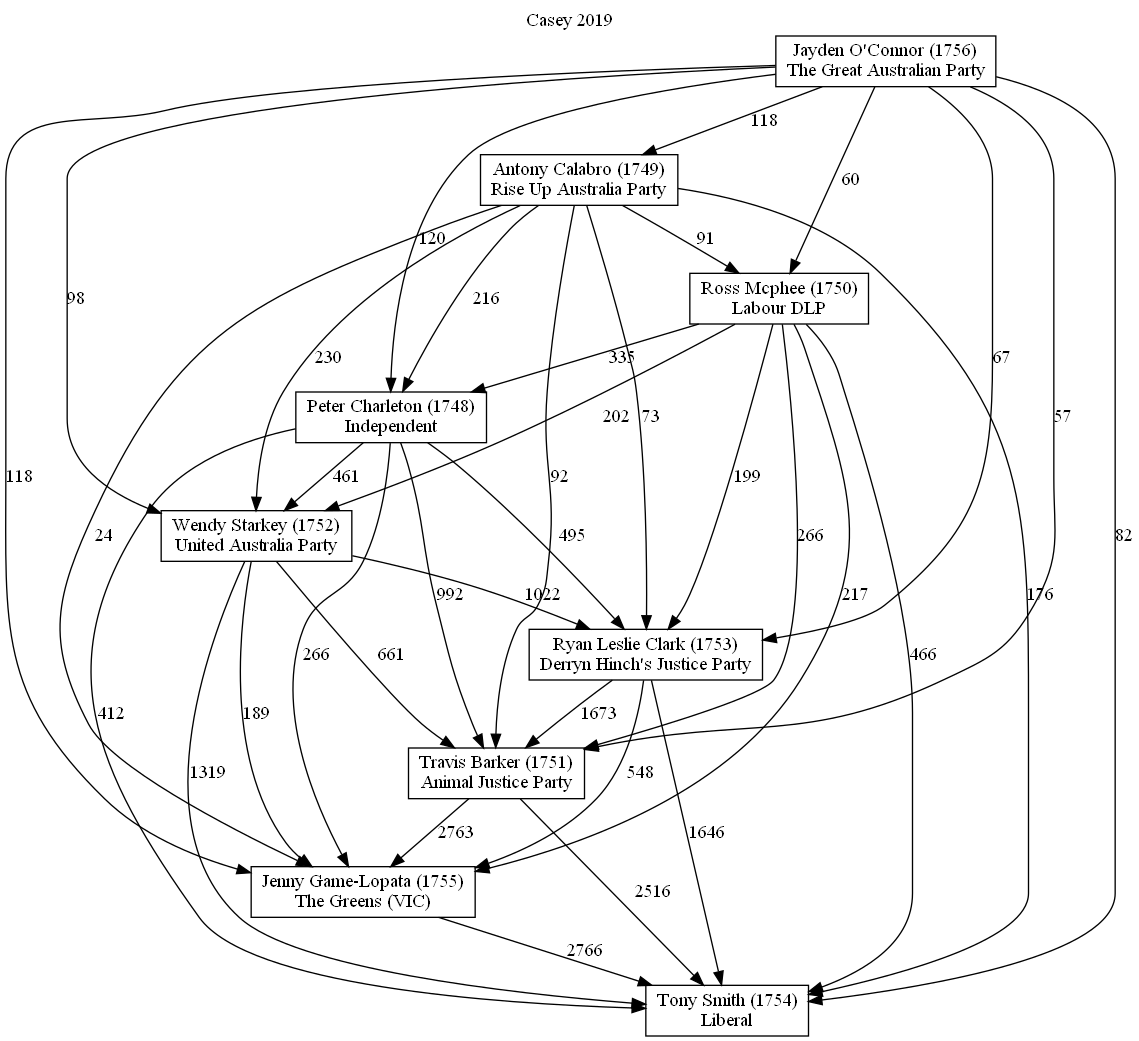 Casey 2019
Jayden O'Connor (1756)
The Great Australian Party
118
Antony Calabro (1749)
Rise Up Australia Party
60
120
91
98
216
Ross Mcphee (1750)
Labour DLP
230
335
67
Peter Charleton (1748)
Independent
202
73
57
118
461
92
199
Wendy Starkey (1752)
United Australia Party
24
495
266
82
992
1022
217
176
Ryan Leslie Clark (1753)
Derryn Hinch's Justice Party
266
661
466
412
189
1673
Travis Barker (1751)
Animal Justice Party
1319
548
2763
1646
Jenny Game-Lopata (1755)
The Greens (VIC)
2516
2766
Tony Smith (1754)
Liberal